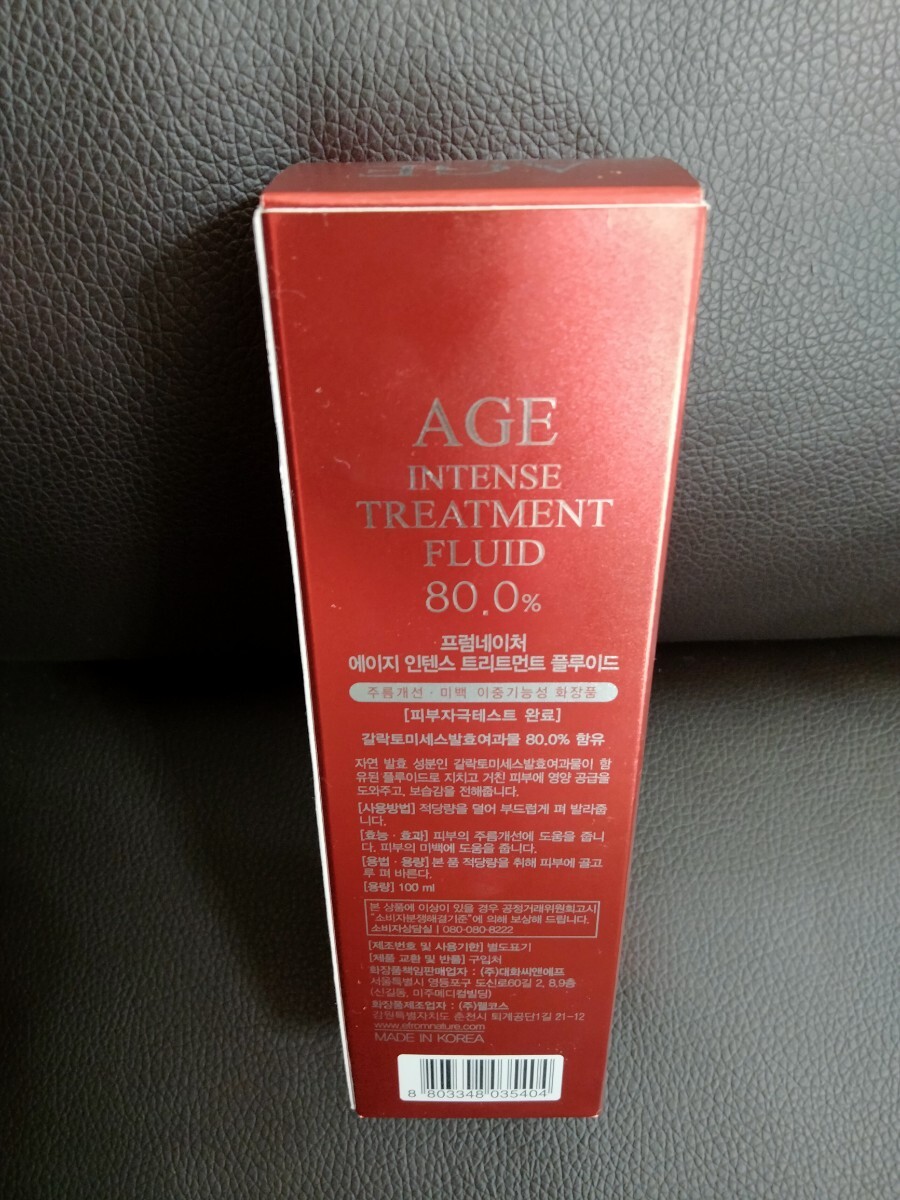 AGE
AGE
INTENSE
TREATMENT
FLUID
80.0%
프럼네이처
에이지 인텐스 트리트먼트 플루이드
주름개선 · 미백 이중기능성 화장품
[피부자극테스트 완료]
갈락토미세스발효여과물 80.0% 함유
자연 발효 성분인 갈락토미세스발효여과물이 함
유된 플루이드로 지치고 거친 피부에 영양 공급을
도와주고, 보습감을 전해줍니다.
[사용방법] 적당량을 덜어 부드럽게 펴 발라줍
니다.
[효능 · 효과] 피부의 주름개선에 도움을 줍니
다. 피부의 미백에 도움을 줍니다.
[용법 · 용량] 본 품 적당량을 취해 피부에 골고
루 펴 바른다.
[용량] 100 ml
본 상품에 이상이 있을 경우 공정거래위원회고시
"소비자분쟁해결기준"에 의해 보상해 드립니다.
소비자상담실 | 080-080-8222
[제조번호 및 사용기한] 별도표기
[제품 교환 및 반품] 구입처
화장품책임판매업자 : (주)대화씨앤에프
서울특별시 영등포구 도신로60길 2, 8,9층
(신길동, 미주메디컬빌딩)
화장품제조업자 : (주)웰코스
강원특별자치도 춘천시 퇴계공단1길 21-12
www.efromnature.com
MADE IN KOREA
8 803348 035404